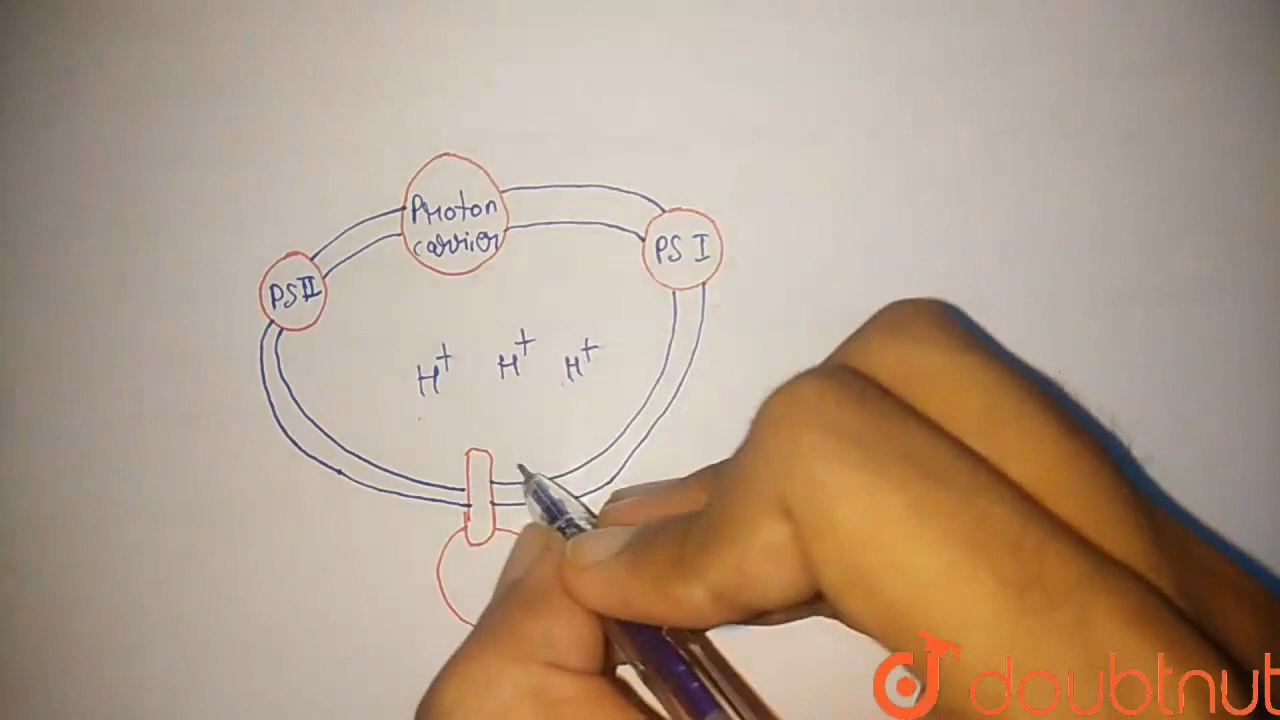 Proton
carrier
PS I
PS II
H+ H+ H+
doubtnut